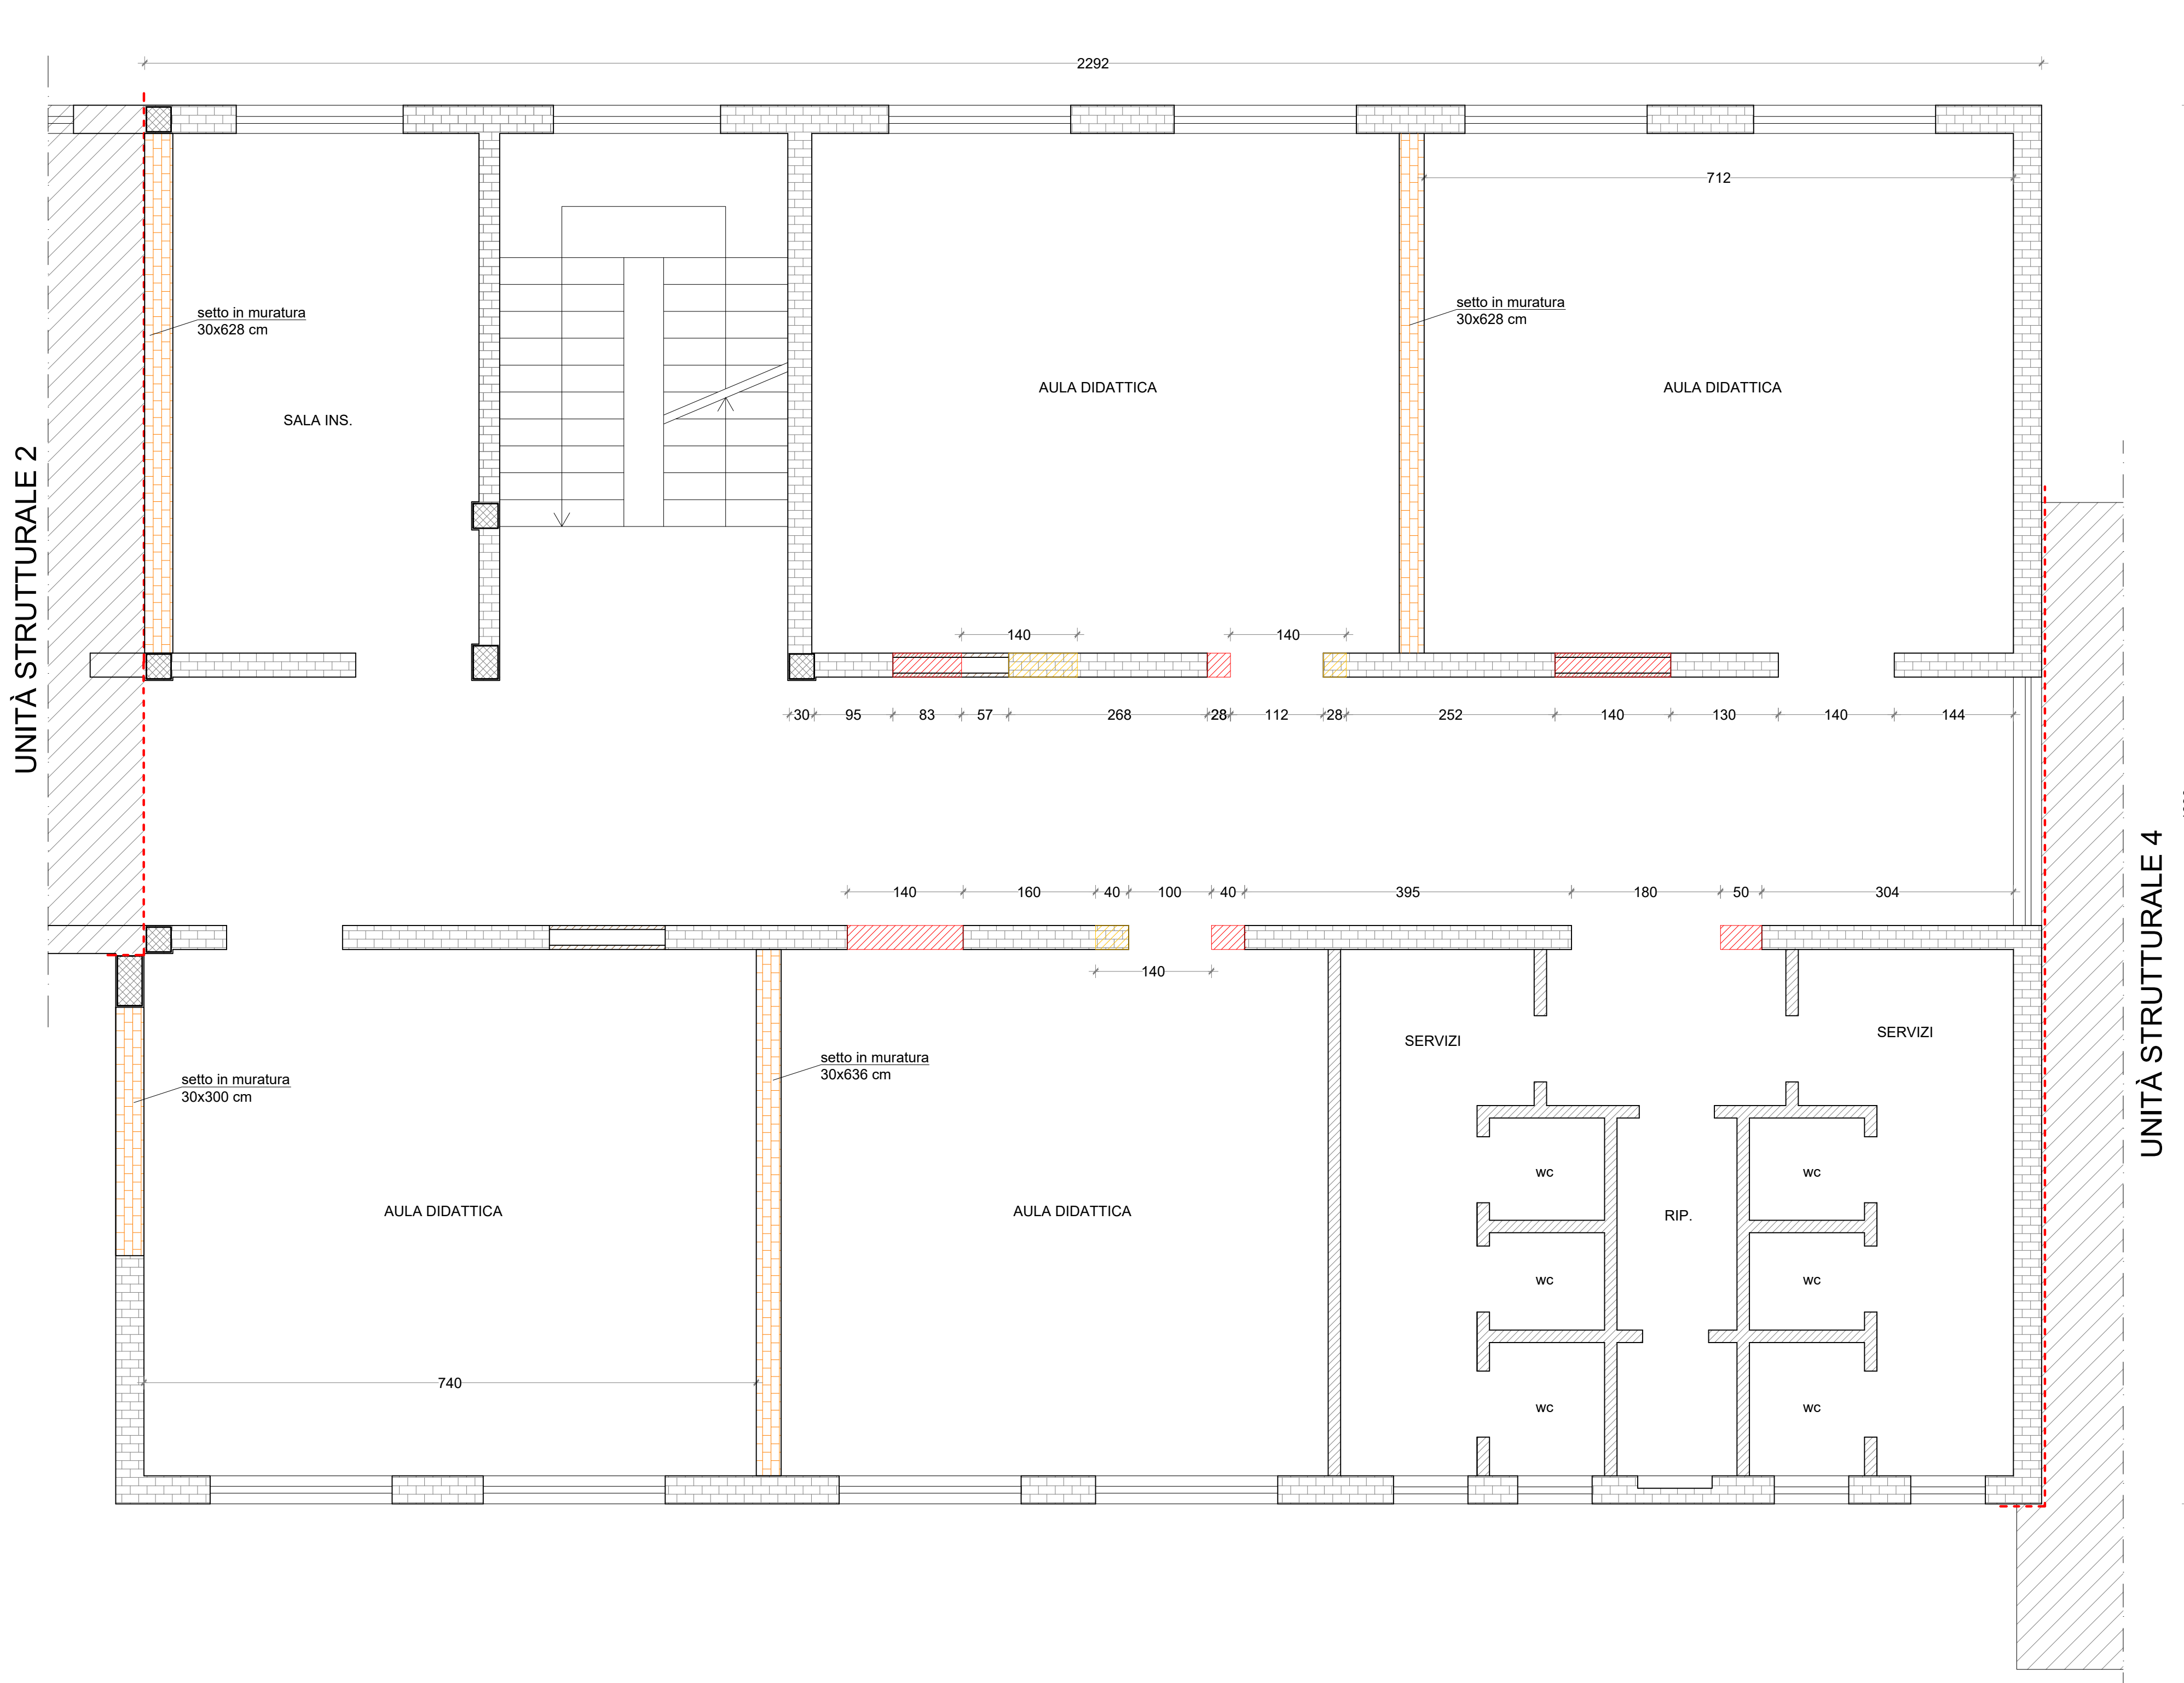 2292
712
setto in muratura
30x628 cm
setto in muratura
30x628 cm
AULA DIDATTICA
AULA DIDATTICA
SALA INS.
UNITÀ STRUTTURALE 2
140
140
30
95
83
57
268
28
112
28
252
140
130
140
144
140
160
40
100
40
395
180
50
304
140
UNITÀ STRUTTURALE 4
SERVIZI
SERVIZI
setto in muratura
30x636 cm
setto in muratura
30x300 cm
wc
wc
AULA DIDATTICA
AULA DIDATTICA
RIP.
wc
wc
740
wc
wc